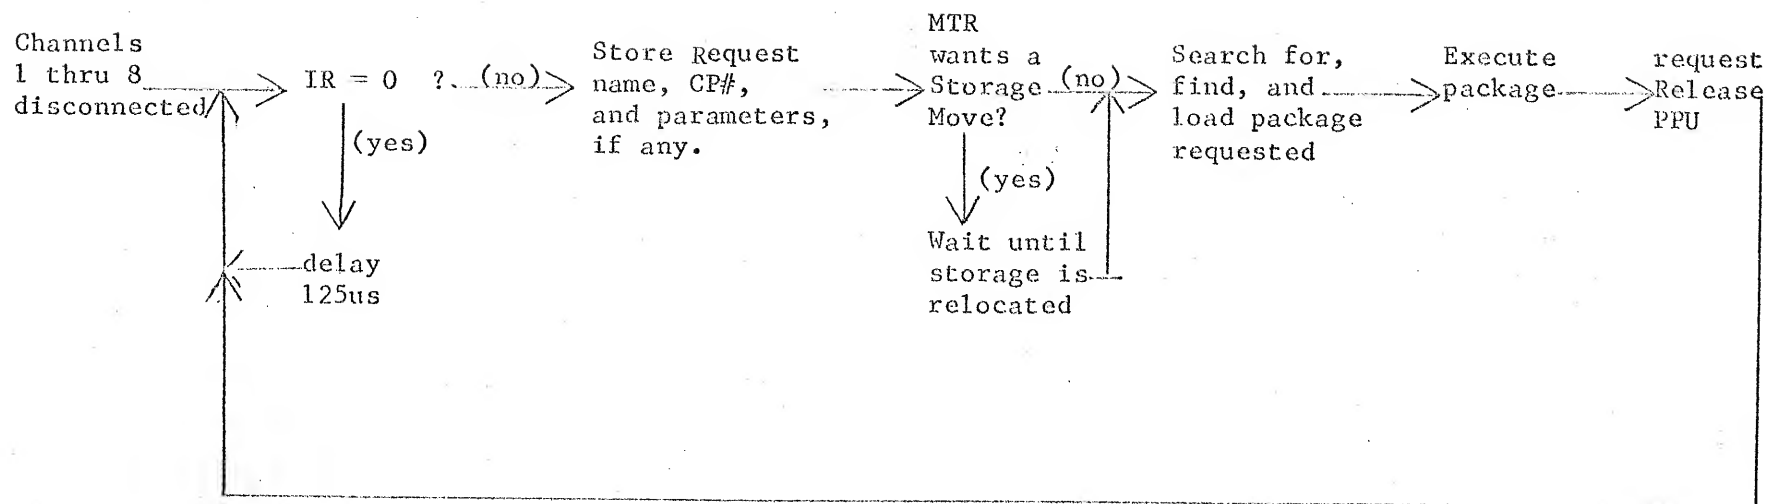 Channels
1 thru 8
disconnected
IR = 0 ?
(no)
(yes)
delay
125us
Store Request
name, CP#,
and parameters,
if any.
MTR
wants a
Storage
Move?
(no)
(yes)
Wait until
storage is
relocated
Search for,
find, and
load package
requested
Execute
package
request
Release
PPU